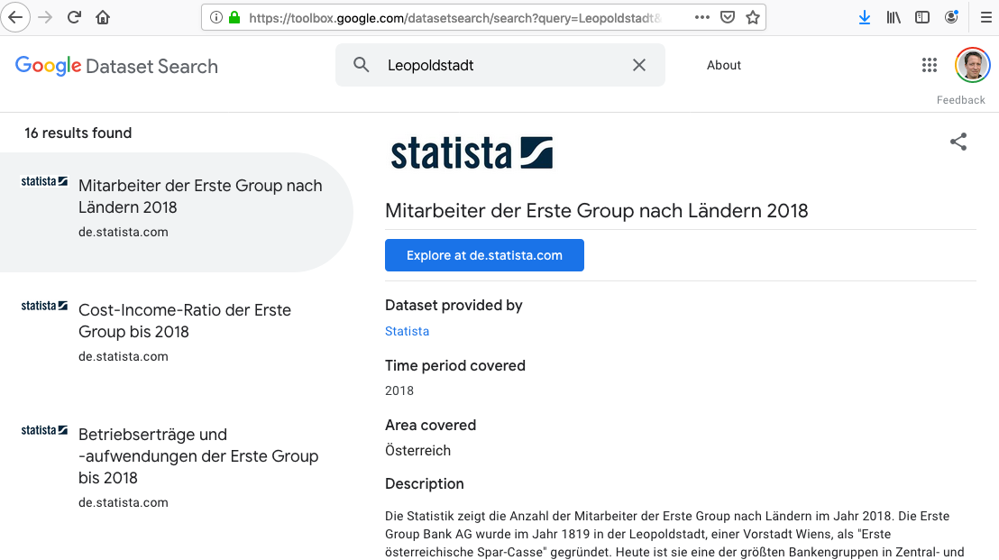 https://toolbox.google.com/datasetsearch/search?query=Leopoldstadt&
Google Dataset Search
Leopoldstadt
About
Feedback
16 results found
statista
Mitarbeiter der Erste Group nach
Ländern 2018
de.statista.com
statista
Cost-Income-Ratio der Erste
Group bis 2018
de.statista.com
statista
Betriebserträge und
-aufwendungen der Erste Group
bis 2018
de.statista.com
statista
Mitarbeiter der Erste Group nach Ländern 2018
Explore at de.statista.com
Dataset provided by
Statista
Time period covered
2018
Area covered
Österreich
Description
Die Statistik zeigt die Anzahl der Mitarbeiter der Erste Group nach Ländern im Jahr 2018. Die Erste
Group Bank AG wurde im Jahr 1819 in der Leopoldstadt, einer Vorstadt Wiens, als "Erste
österreichische Spar-Casse" gegründet. Heute ist sie eine der größten Bankengruppen in Zentral- und